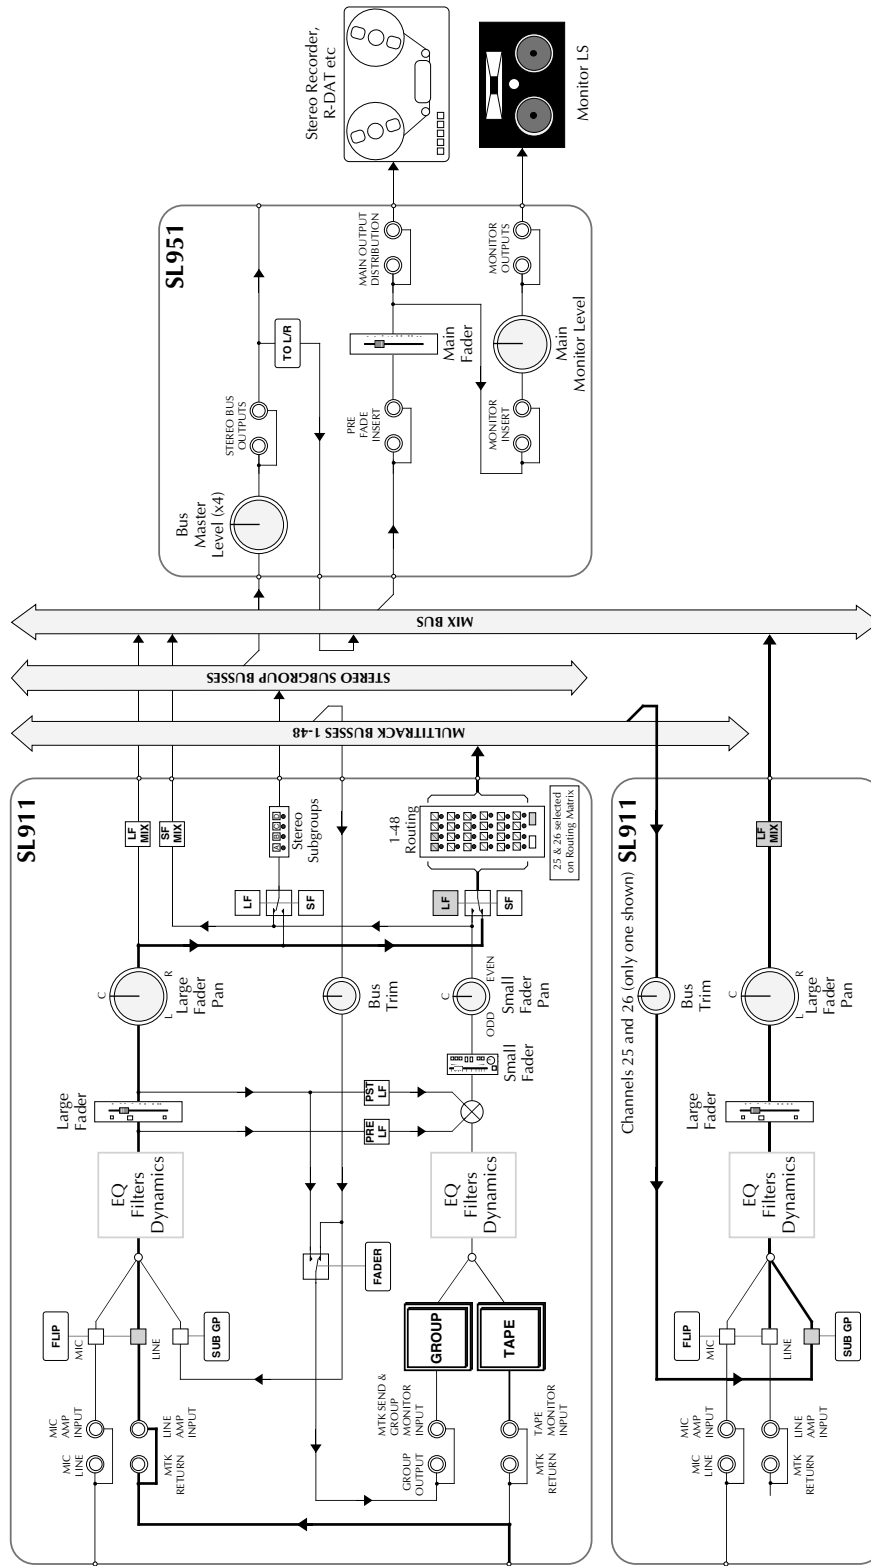 SL911
FLIP
MIC
LINE
SUB GP
MIC
LINE
MIC
AMP
INPUT
MTK
RETURN
LINE
AMP
INPUT
EQ
Filters
Dynamics
Large
Fader
C
L
R
Large
Fader
Pan
LF
MIX
SF
MIX
LF
SF
A
B
C
D
Stereo
Subgroups
Bus
Trim
FADER
PRE
LF
PST
LF
GROUP
OUTPUT
MTK SEND &
GROUP
MONITOR
INPUT
GROUP
MTK
RETURN
TAPE
MONITOR
INPUT
TAPE
EQ
Filters
Dynamics
Small
Fader
C
ODD
EVEN
Small
Fader
Pan
LF
SF
1-48
Routing
25 & 26 selected
on Routing Matrix
MULTITRACK BUSSES 1-48
STEREO SUBGROUP BUSSES
MIX BUS
SL951
Bus
Master
Level (x4)
STEREO BUS
OUTPUTS
TO L/R
PRE
FADE
INSERT
Main
Fader
MAIN OUTPUT
DISTRIBUTION
MONITOR
INSERT
Main
Monitor Level
MONITOR
OUTPUTS
Stereo Recorder,
R-DAT etc
Monitor LS
SL911
Channels 25 and 26 (only one shown)
FLIP
MIC
LINE
SUB GP
MIC
LINE
MIC
AMP
INPUT
MTK
RETURN
LINE
AMP
INPUT
EQ
Filters
Dynamics
Large
Fader
Bus
Trim
C
L
R
Large
Fader
Pan
LF
MIX